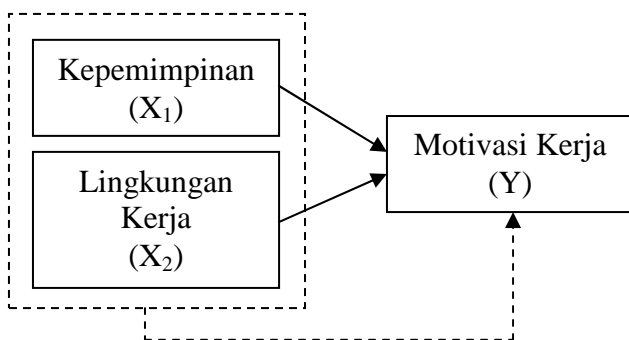 Kepemimpinan
(X₁)
Lingkungan
Kerja
(X₂)
Motivasi Kerja
(Y)